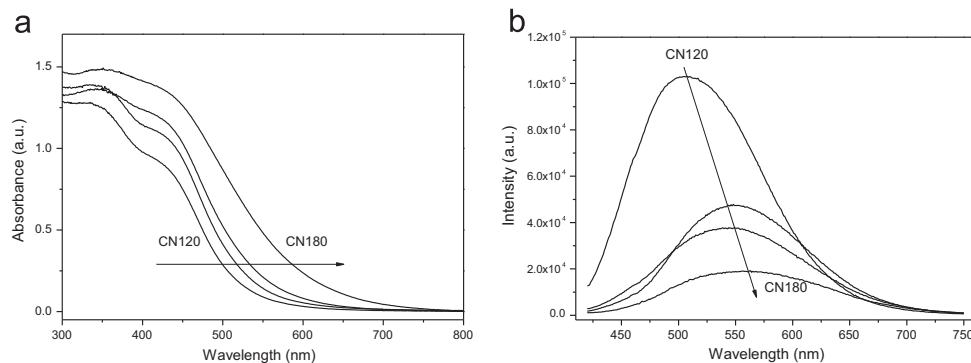 a
1.5
1.0
0.5
0.0
Absorbance (a.u.)
CN120
CN180
300 400 500 600 700 800
Wavelength (nm)
b
1.2x10⁵
1.0x10⁵
8.0x10⁴
6.0x10⁴
4.0x10⁴
2.0x10⁴
0.0
Intensity (a.u.)
CN120
CN180
450 500 550 600 650 700 750
Wavelength (nm)